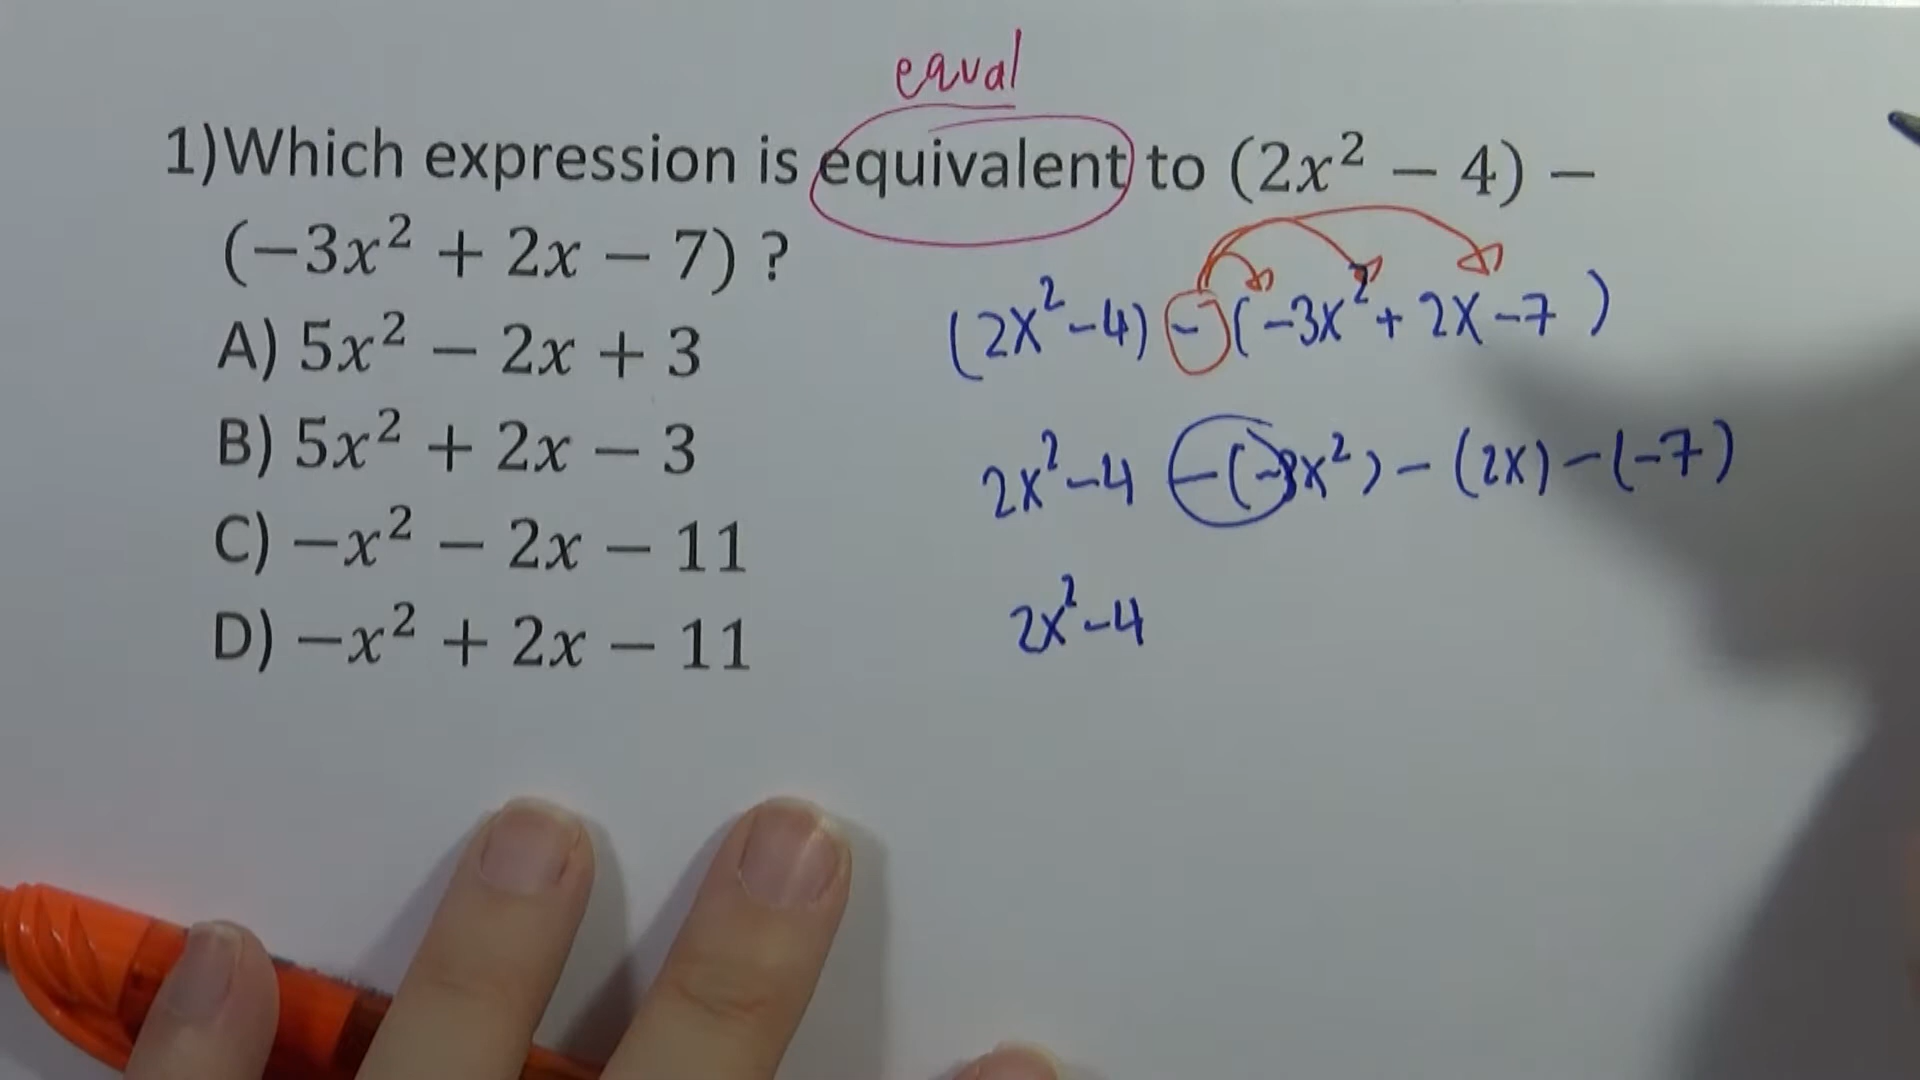 equal
1)Which expression is equivalent to (2x² − 4) −
(−3x² + 2x − 7) ?
A) 5x² − 2x + 3
B) 5x² + 2x − 3
C) −x² − 2x − 11
D) −x² + 2x − 11
(2x²-4) - (-3x²+ 2x-7)
2x²-4 -(-3x²) - (2x) - (-7)
2x²-4